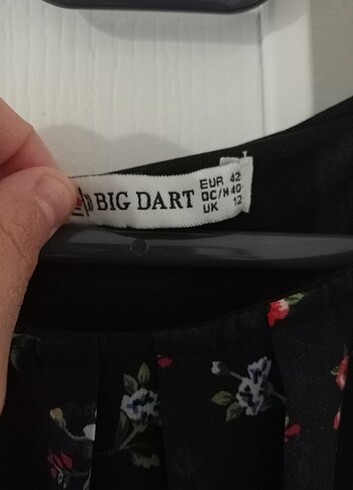 BIG DART
EUR 42
DC/H 40
UK 12